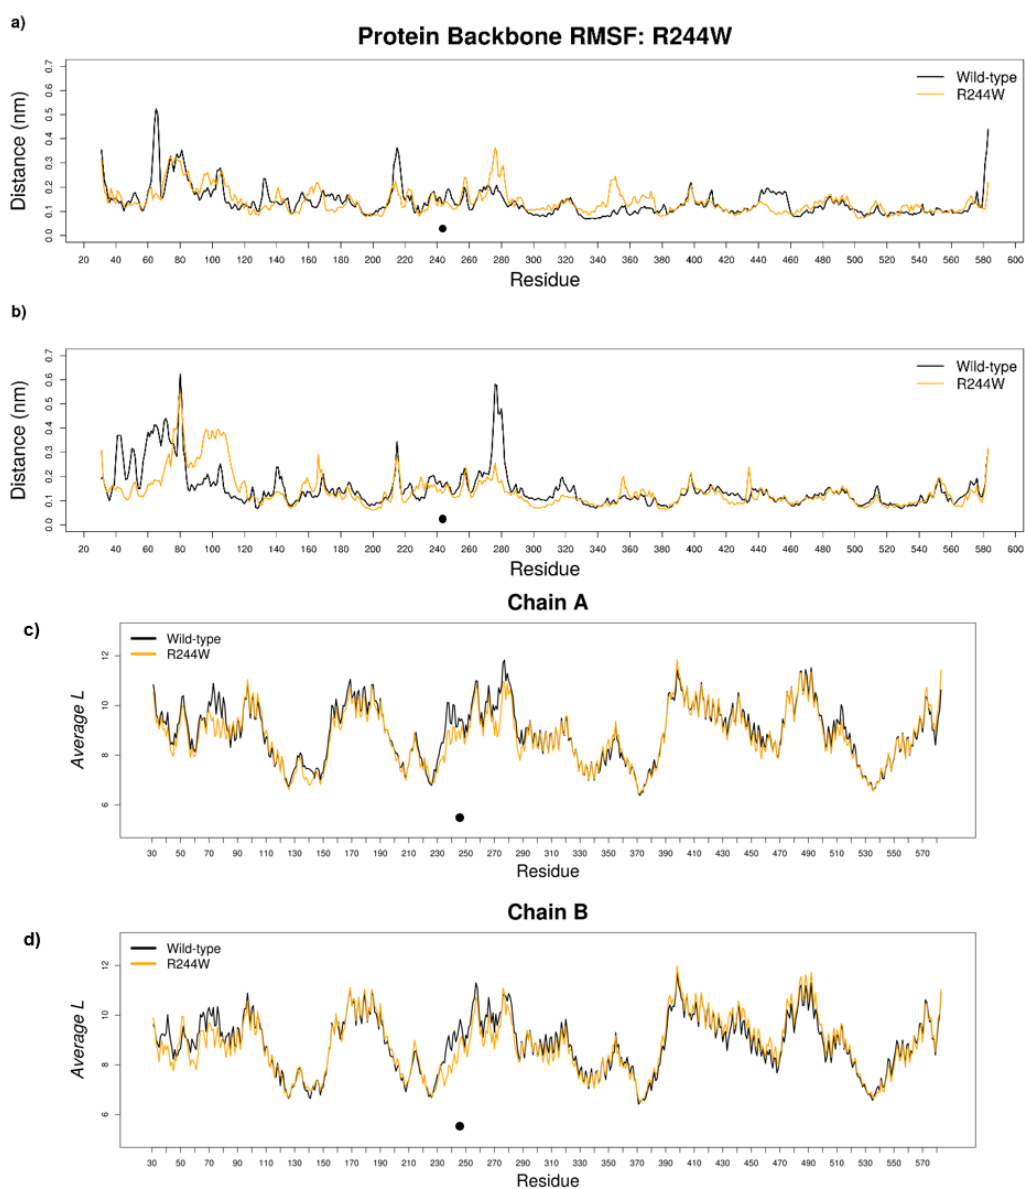 a)
Protein Backbone RMSF: R244W
Distance (nm)
0.7
0.6
0.5
0.4
0.3
0.2
0.1
0.0
Wild-type
R244W
20 40 60 80 100 120 140 160 180 200 220 240 260 280 300 320 340 360 380 400 420 440 460 480 500 520 540 560 580 600
Residue
b)
Distance (nm)
0.7
0.6
0.5
0.4
0.3
0.2
0.1
0.0
Wild-type
R244W
20 40 60 80 100 120 140 160 180 200 220 240 260 280 300 320 340 360 380 400 420 440 460 480 500 520 540 560 580 600
Residue
Chain A
c)
Average L
12
10
8
6
Wild-type
R244W
30 50 70 90 110 130 150 170 190 210 230 250 270 290 310 330 350 370 390 410 430 450 470 490 510 530 550 570
Residue
Chain B
d)
Average L
12
10
8
6
Wild-type
R244W
30 50 70 90 110 130 150 170 190 210 230 250 270 290 310 330 350 370 390 410 430 450 470 490 510 530 550 570
Residue